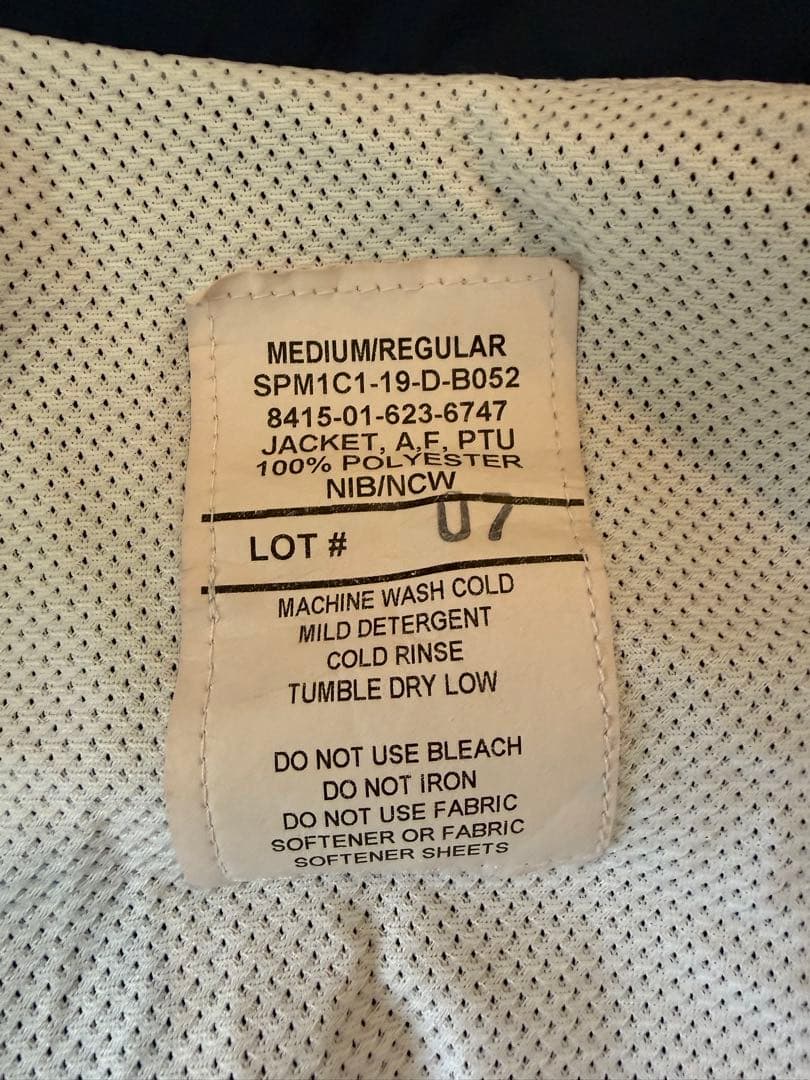 MEDIUM/REGULAR
SPM1C1-19-D-B052
8415-01-623-6747
JACKET, A,F, PTU
100% POLYESTER
NIB/NCW
LOT # 07
MACHINE WASH COLD
MILD DETERGENT
COLD RINSE
TUMBLE DRY LOW
DO NOT USE BLEACH
DO NOT IRON
DO NOT USE FABRIC
SOFTENER OR FABRIC
SOFTENER SHEETS